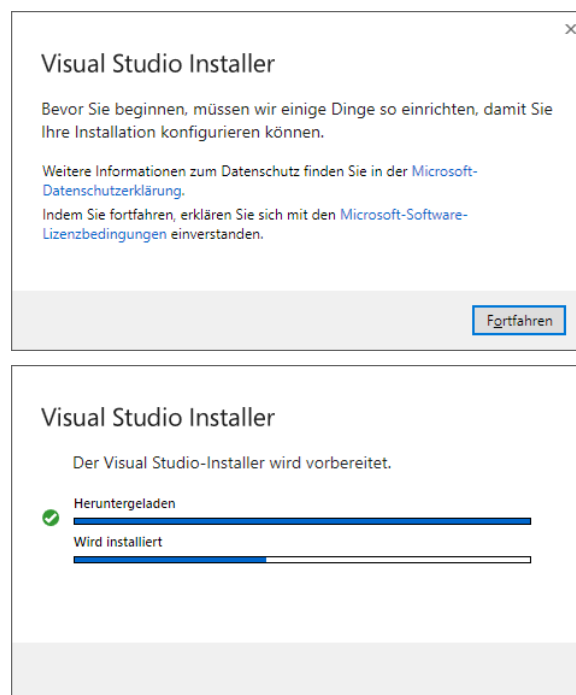 Visual Studio Installer
Bevor Sie beginnen, müssen wir einige Dinge so einrichten, damit Sie
Ihre Installation konfigurieren können.
Weitere Informationen zum Datenschutz finden Sie in der Microsoft-
Datenschutzerklärung.
Indem Sie fortfahren, erklären Sie sich mit den Microsoft-Software-
Lizenzbedingungen einverstanden.
Fortfahren
Visual Studio Installer
Der Visual Studio-Installer wird vorbereitet.
Heruntergeladen
Wird installiert